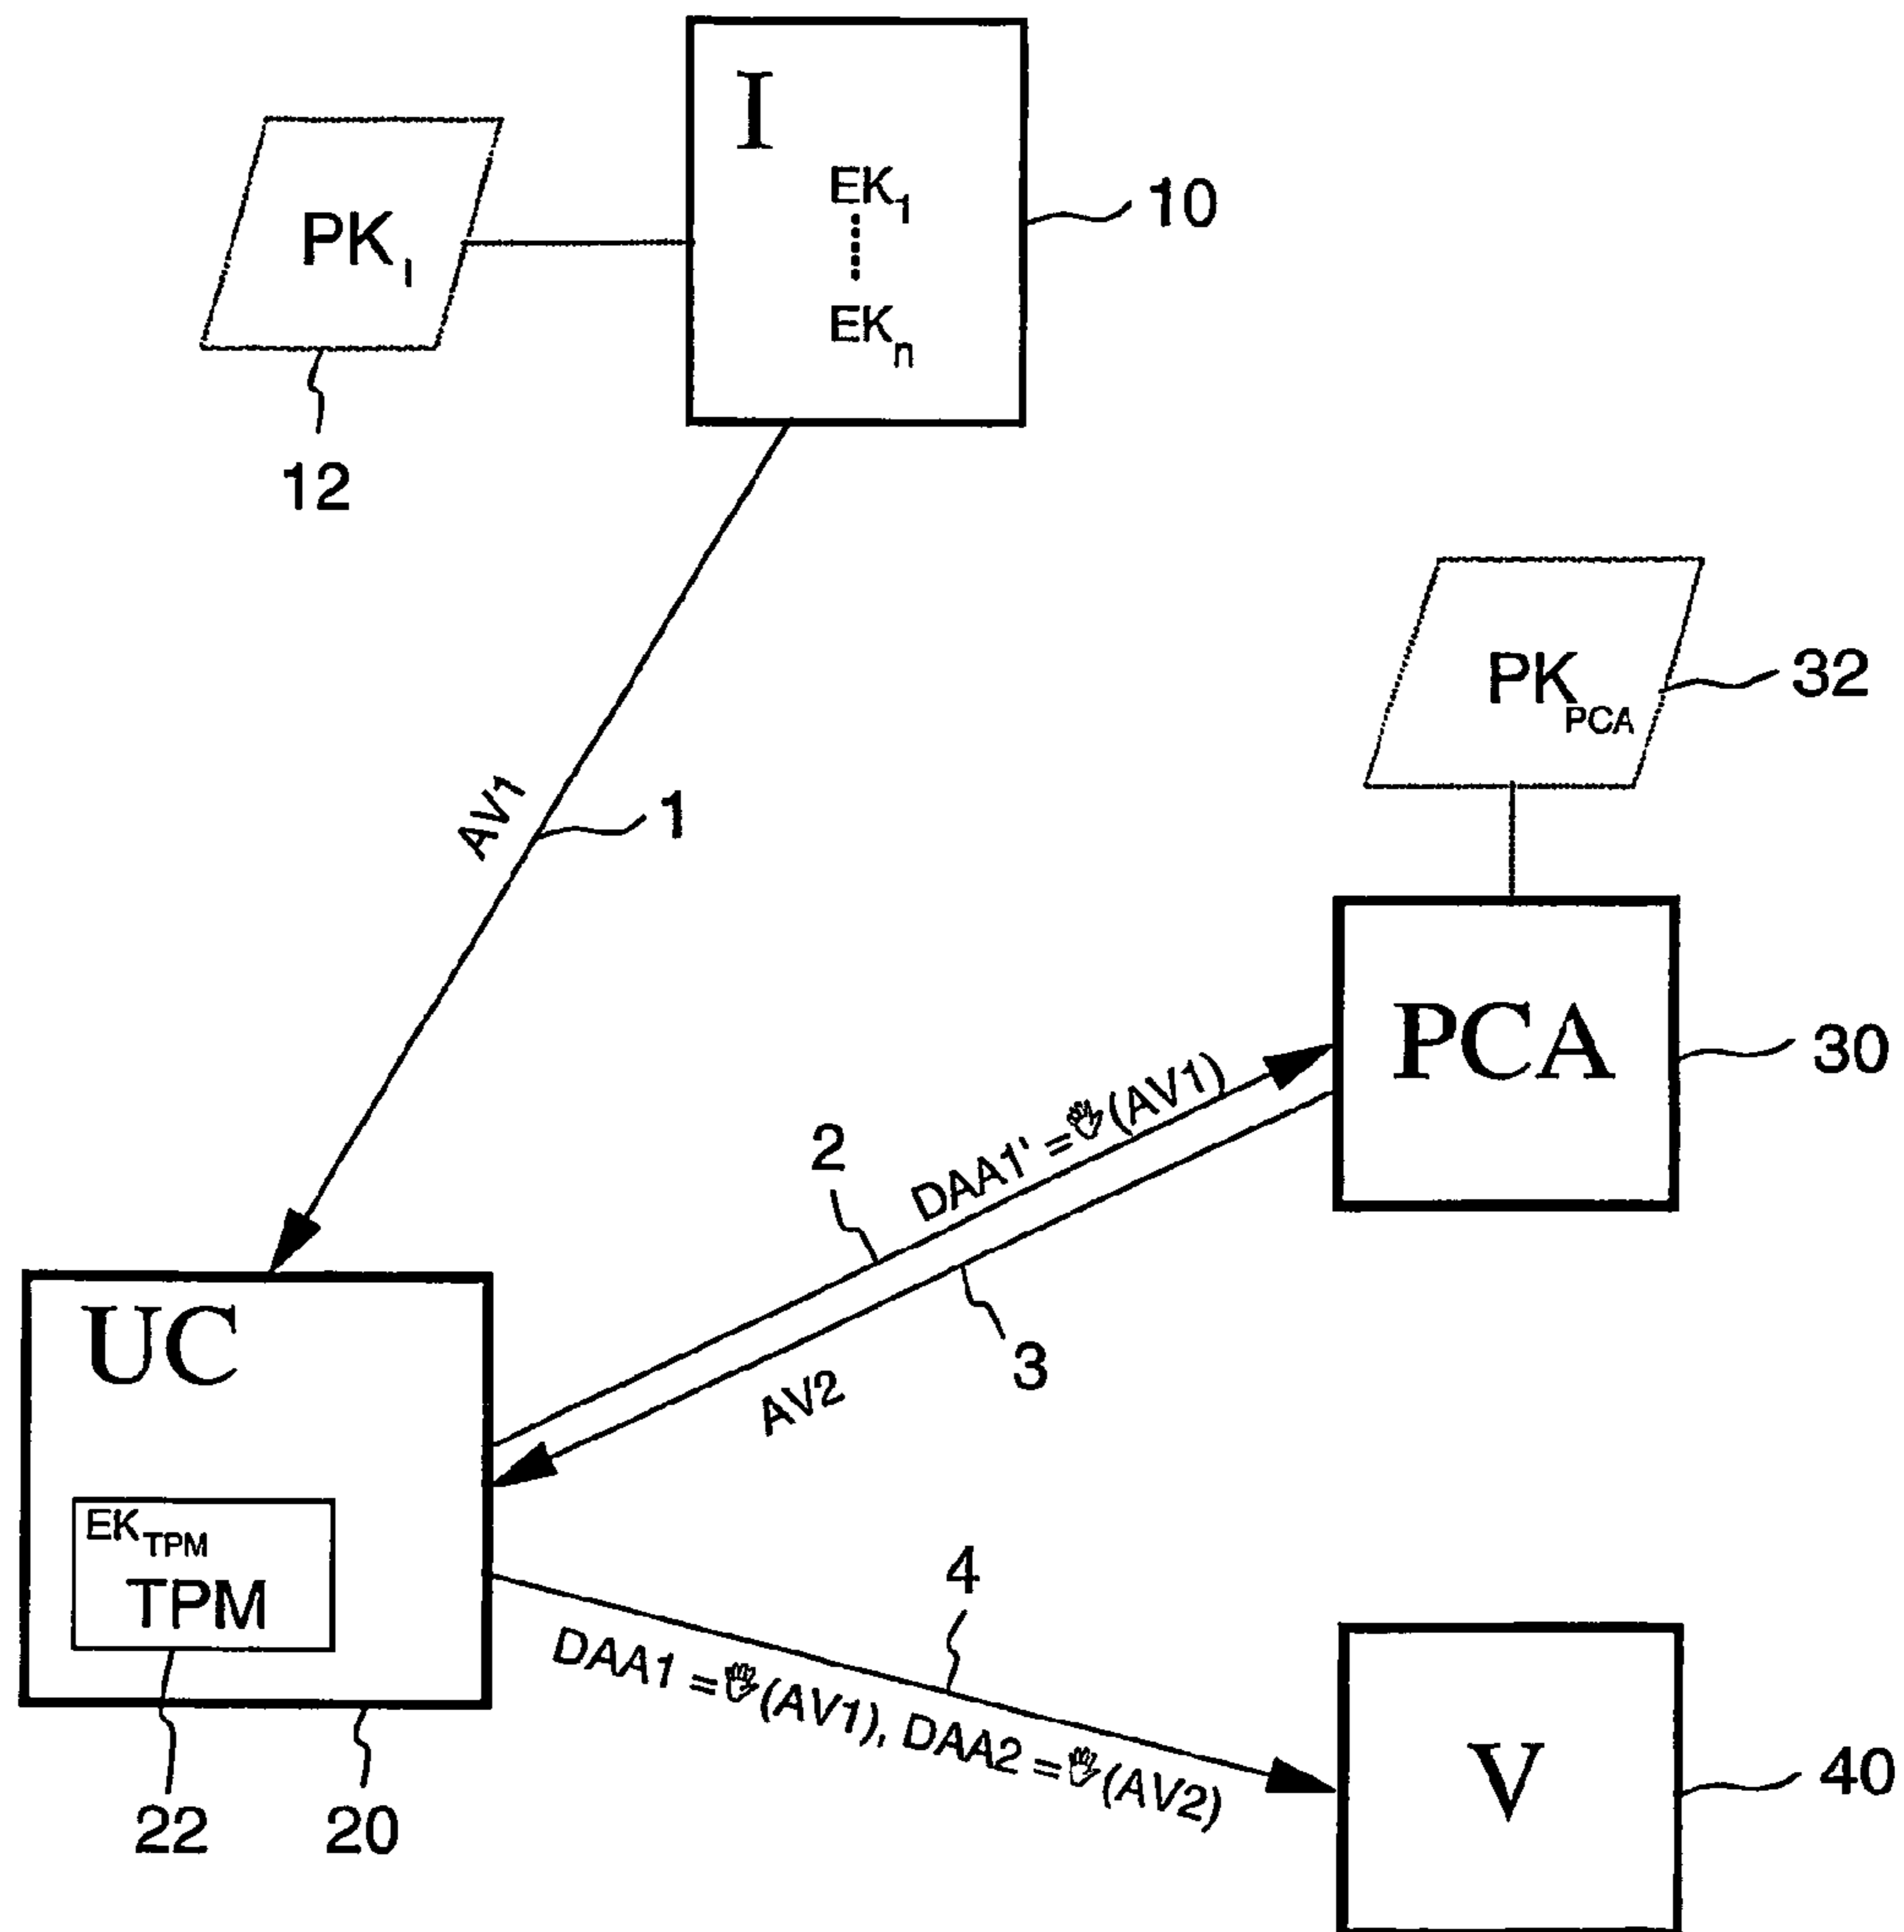 I
EK1
EKn
10
PKI
12
AV1
1
PKPCA
32
PCA
30
2
DAA1' = (AV1)
3
AV2
UC
EKTPM
TPM
22
20
4
DAA1 = (AV1), DAA2 = (AV2)
V
40